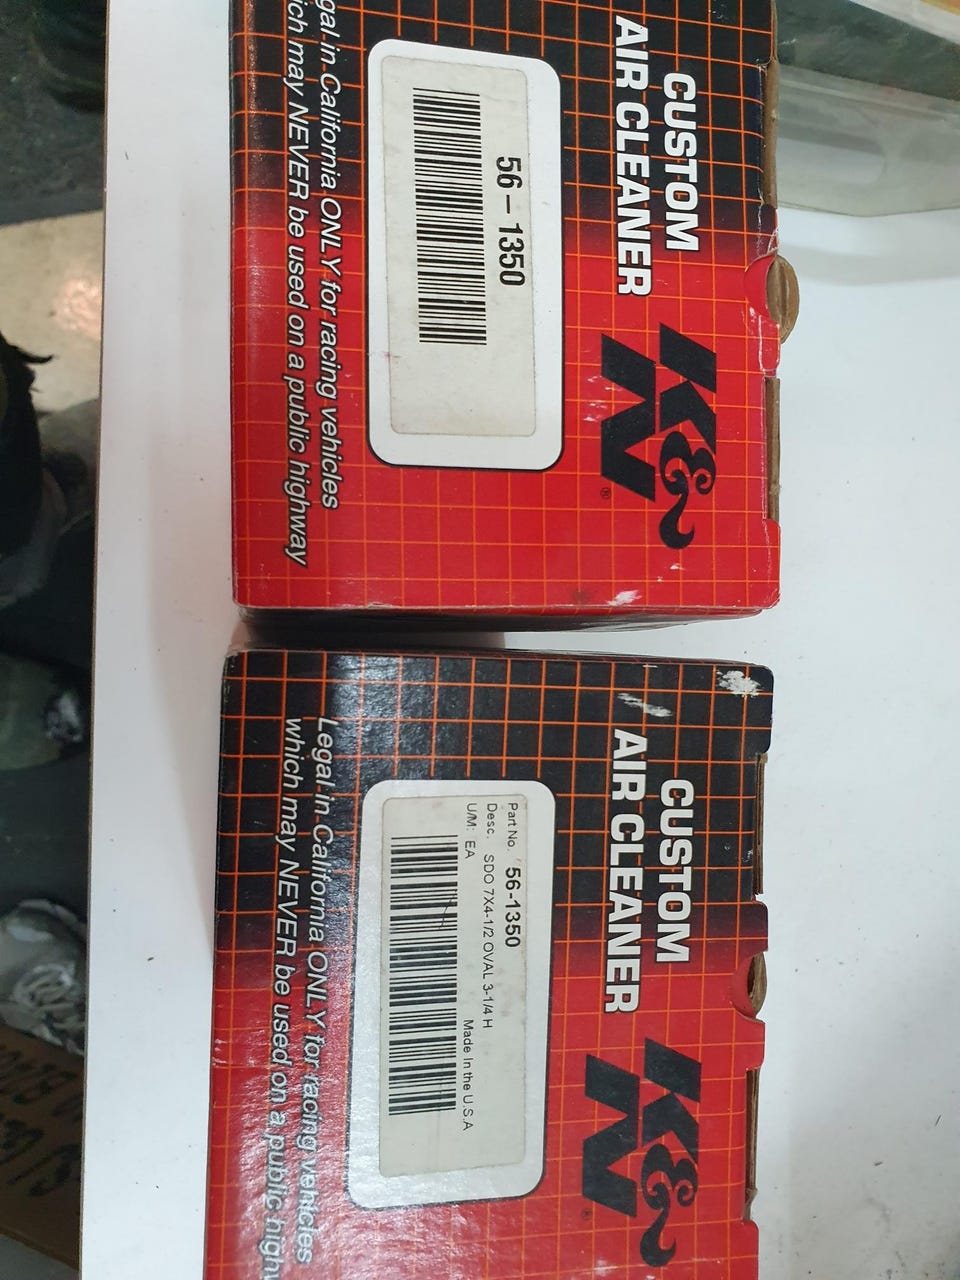 CUSTOM
AIR CLEANER
K&N®
56-1350
gal in California ONLY for racing vehicles
ich may NEVER be used on a public highway
CUSTOM
AIR CLEANER
K&N®
Part No. 56-1350
Desc. SDO 7X4-1/2 OVAL 3-1/4 H
U/M: EA Made In the U.S.A
Legal in California ONLY for racing vehicles
which may NEVER be used on a public high